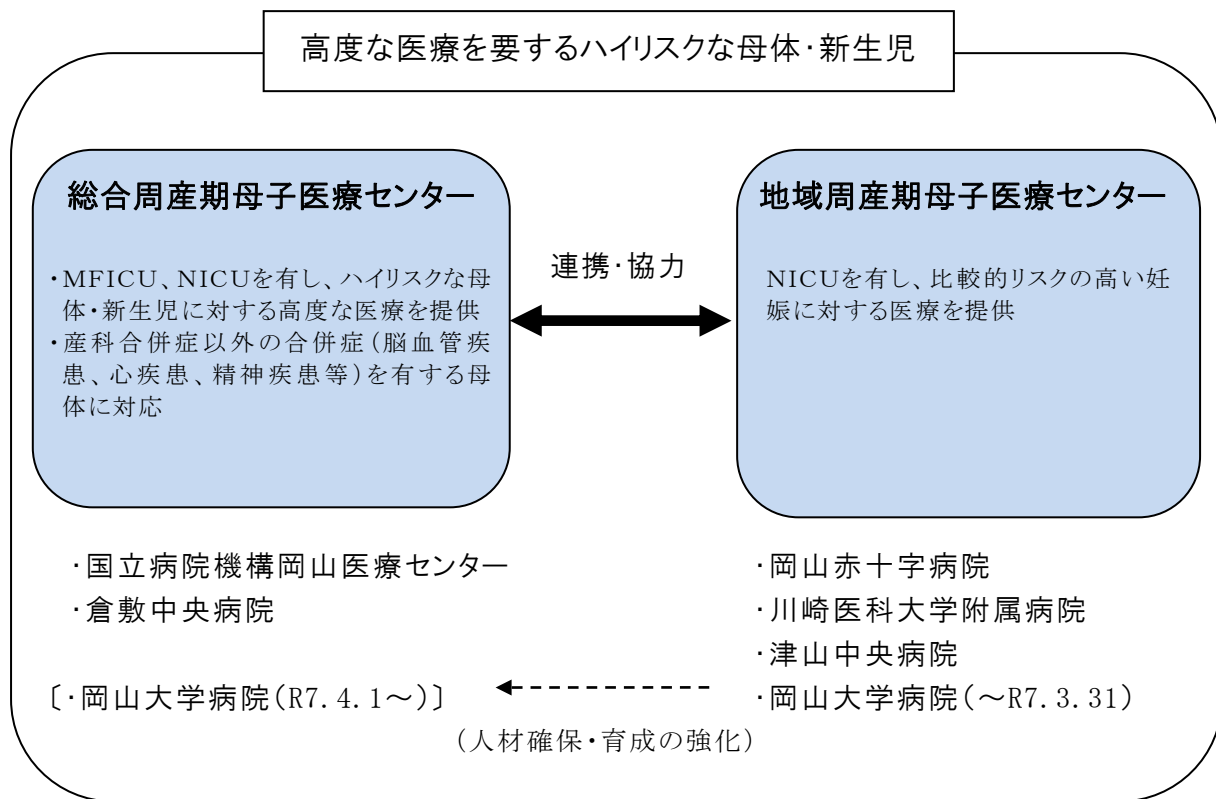 高度な医療を要するハイリスクな母体・新生児
総合周産期母子医療センター
・MFICU、NICUを有し、ハイリスクな母
体・新生児に対する高度な医療を提供
・産科合併症以外の合併症(脳血管疾
患、心疾患、精神疾患等)を有する母
体に対応
連携・協力
地域周産期母子医療センター
NICUを有し、比較的リスクの高い妊
娠に対する医療を提供
・国立病院機構岡山医療センター
・倉敷中央病院
〔・岡山大学病院(R7.4.1~)〕
・岡山赤十字病院
・川崎医科大学附属病院
・津山中央病院
・岡山大学病院(~R7.3.31)
(人材確保・育成の強化)